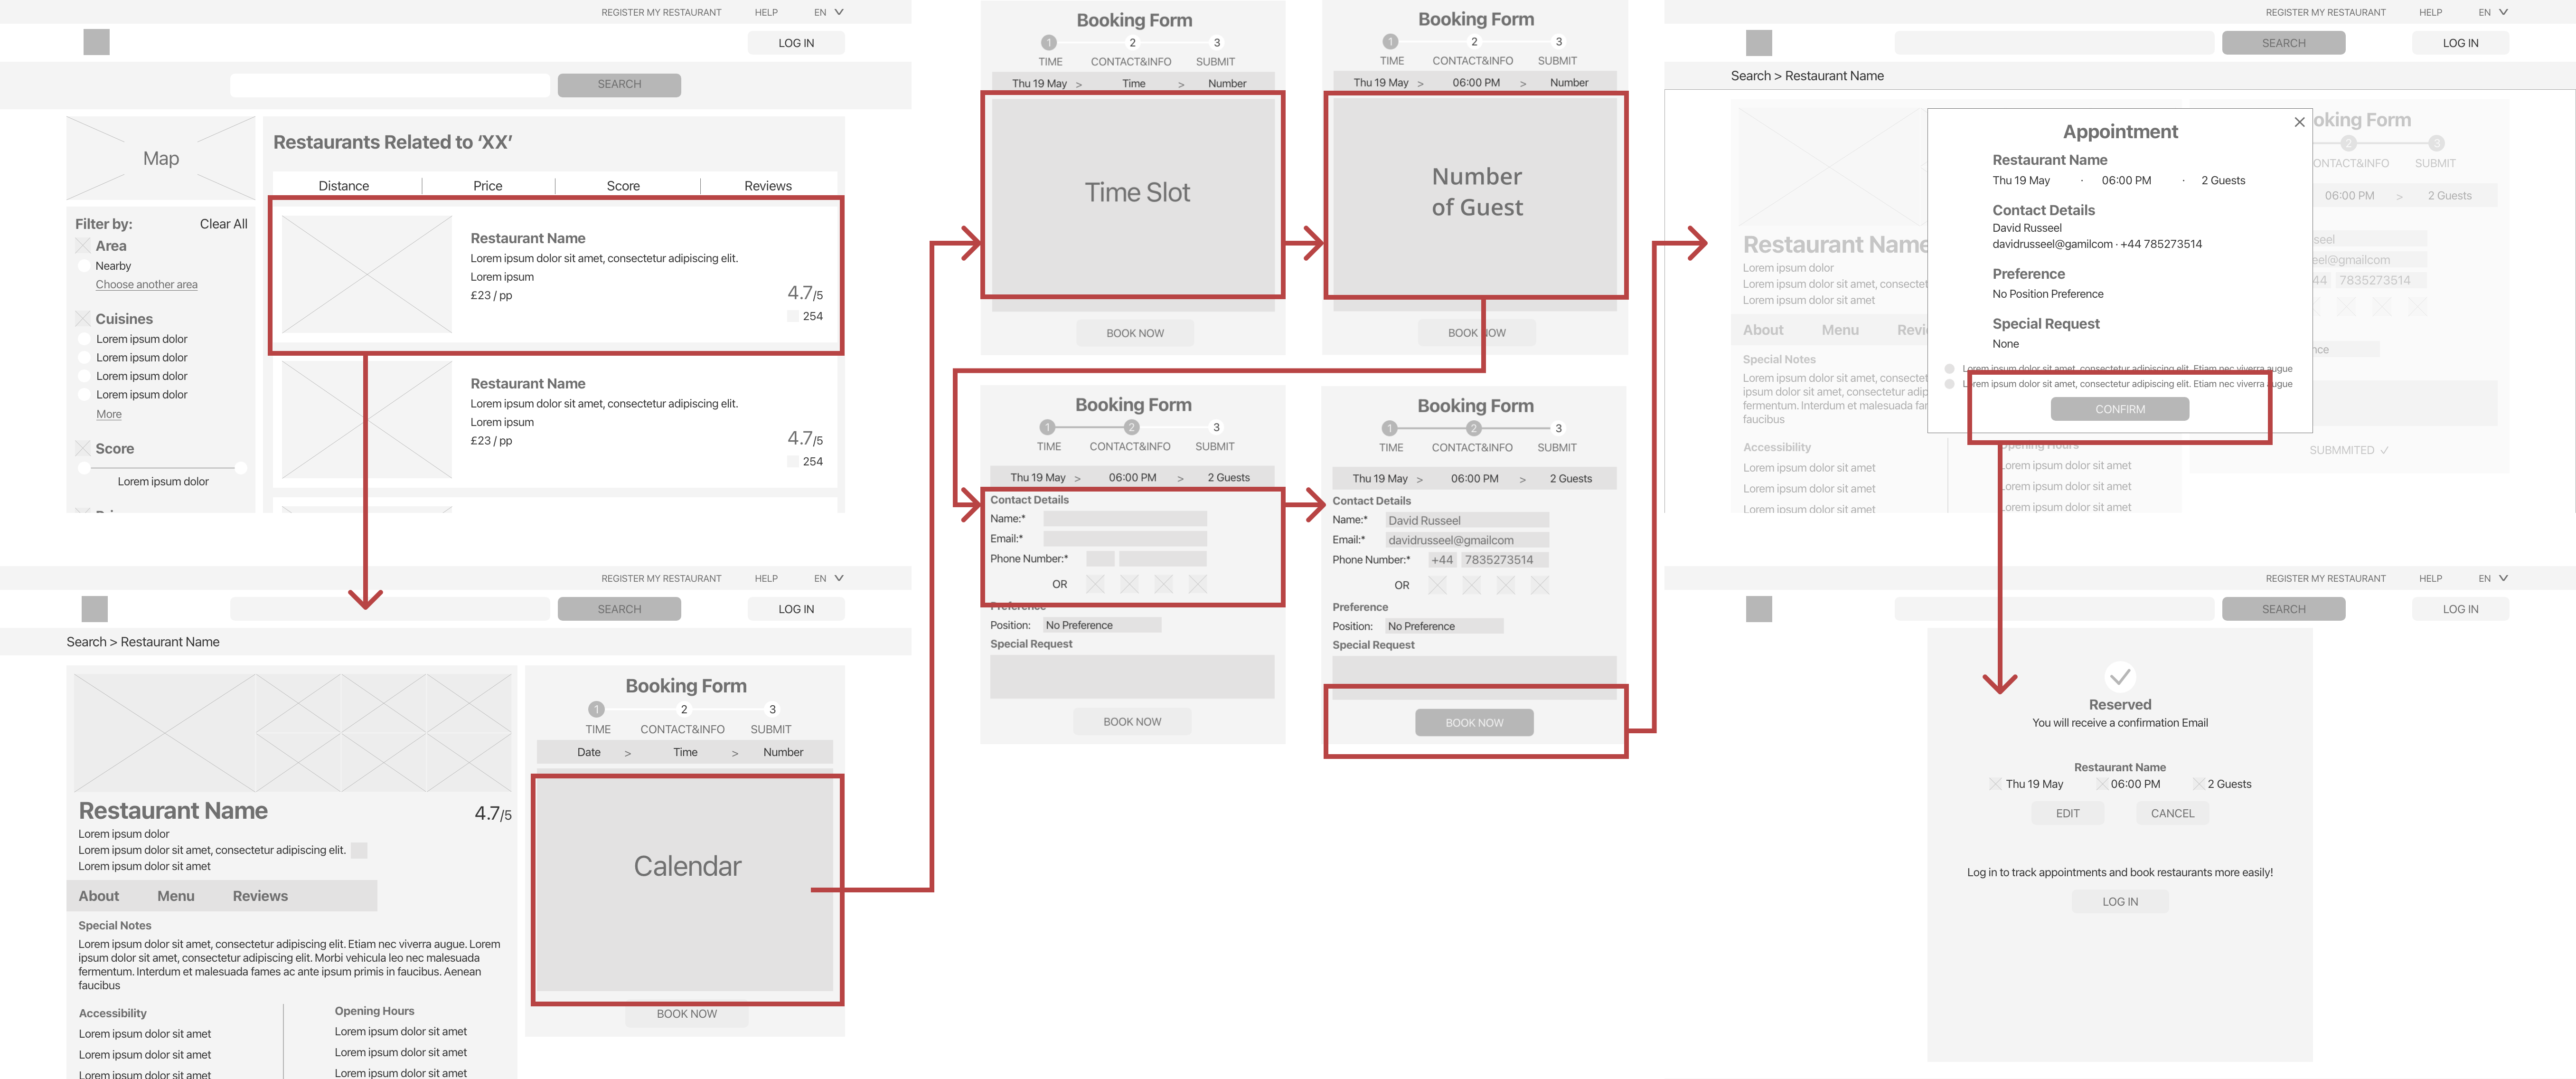 REGISTER MY RESTAURANT HELP EN
LOG IN
SEARCH
Map
Filter by: Clear All
Area
Nearby
Choose another area
Cuisines
Lorem ipsum dolor
Lorem ipsum dolor
Lorem ipsum dolor
Lorem ipsum dolor
More
Score
Lorem ipsum dolor
Restaurants Related to ‘XX’
Distance Price Score Reviews
Restaurant Name
Lorem ipsum dolor sit amet, consectetur adipiscing elit.
Lorem ipsum
£23 / pp
4.7/5
254
Restaurant Name
Lorem ipsum dolor sit amet, consectetur adipiscing elit.
Lorem ipsum
£23 / pp
4.7/5
254
REGISTER MY RESTAURANT HELP EN
SEARCH LOG IN
Search > Restaurant Name
Restaurant Name 4.7/5
Lorem ipsum dolor
Lorem ipsum dolor sit amet, consectetur adipiscing elit.
Lorem ipsum dolor sit amet
About Menu Reviews
Special Notes
Lorem ipsum dolor sit amet, consectetur adipiscing elit. Etiam nec viverra augue. Lorem
ipsum dolor sit amet, consectetur adipiscing elit. Morbi vehicula leo nec malesuada
fermentum. Interdum et malesuada fames ac ante ipsum primis in faucibus. Aenean
faucibus
Accessibility
Lorem ipsum dolor sit amet
Lorem ipsum dolor sit amet
Lorem ipsum dolor sit amet
Opening Hours
Lorem ipsum dolor sit amet
Lorem ipsum dolor sit amet
Lorem ipsum dolor sit amet
Booking Form
1 2 3
TIME CONTACT&INFO SUBMIT
Date > Time > Number
Calendar
BOOK NOW
Booking Form
1 2 3
TIME CONTACT&INFO SUBMIT
Thu 19 May > Time > Number
Time Slot
BOOK NOW
Booking Form
1 2 3
TIME CONTACT&INFO SUBMIT
Thu 19 May > 06:00 PM > Number
Number
of Guest
BOOK NOW
Booking Form
1 2 3
TIME CONTACT&INFO SUBMIT
Thu 19 May > 06:00 PM > 2 Guests
Contact Details
Name:*
Email:*
Phone Number:*
OR
Preference
Position: No Preference
Special Request
BOOK NOW
Booking Form
1 2 3
TIME CONTACT&INFO SUBMIT
Thu 19 May > 06:00 PM > 2 Guests
Contact Details
Name:* David Russeel
Email:* davidrusseel@gmailcom
Phone Number:* +44 7835273514
OR
Preference
Position: No Preference
Special Request
BOOK NOW
REGISTER MY RESTAURANT HELP EN
SEARCH LOG IN
Search > Restaurant Name
Restaurant Name
Lorem ipsum dolor
Lorem ipsum dolor sit amet, consectet
Lorem ipsum dolor sit amet
About Menu Revi
Special Notes
Lorem ipsum dolor sit amet, consectet
ipsum dolor sit amet, consectetur adip
fermentum. Interdum et malesuada far
faucibus
Accessibility
Lorem ipsum dolor sit amet
Lorem ipsum dolor sit amet
Lorem ipsum dolor sit amet
Opening Hours
Lorem ipsum dolor sit amet
Lorem ipsum dolor sit amet
Lorem ipsum dolor sit amet
Appointment
Restaurant Name
Thu 19 May · 06:00 PM · 2 Guests
Contact Details
David Russeel
davidrusseel@gamilcom · +44 785273514
Preference
No Position Preference
Special Request
None
Lorem ipsum dolor sit amet, consectetur adipiscing elit. Etiam nec viverra augue
Lorem ipsum dolor sit amet, consectetur adipiscing elit. Etiam nec viverra augue
CONFIRM
oking Form
2 3
ONTACT&INFO SUBMIT
06:00 PM > 2 Guests
seel
eel@gmailcom
44 7835273514
nce
SUBMMITED
REGISTER MY RESTAURANT HELP EN
SEARCH LOG IN
Reserved
You will receive a confirmation Email
Restaurant Name
Thu 19 May 06:00 PM 2 Guests
EDIT CANCEL
Log in to track appointments and book restaurants more easily!
LOG IN